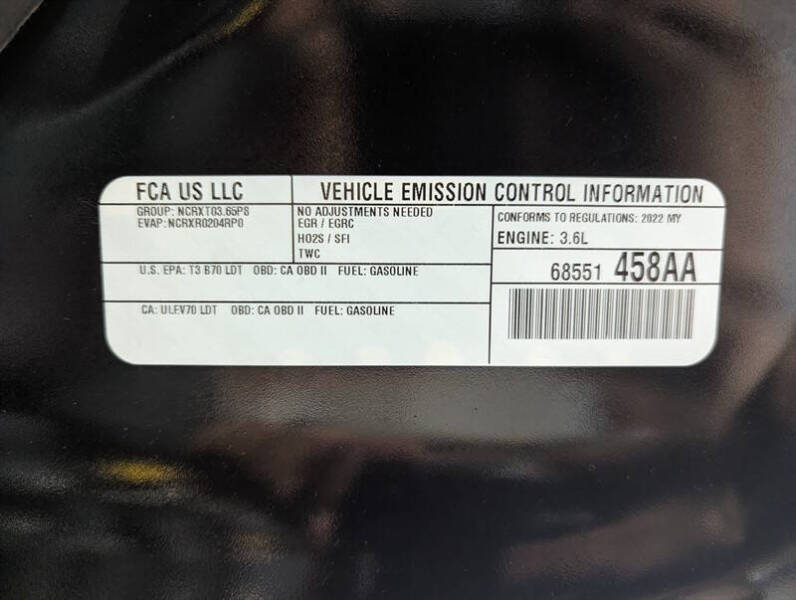 FCA US LLC
VEHICLE EMISSION CONTROL INFORMATION
GROUP: NCRXT03.65P8
EVAP: NCRXR0204RP0
NO ADJUSTMENTS NEEDED
EGR / EGRC
HO2S / SFI
TWC
CONFORMS TO REGULATIONS: 2022 MY
ENGINE: 3.6L
U.S. EPA: T3 B70 LDT OBD: CA OBD II FUEL: GASOLINE
68551 458AA
CA: ULEV70 LDT OBD: CA OBD II FUEL: GASOLINE